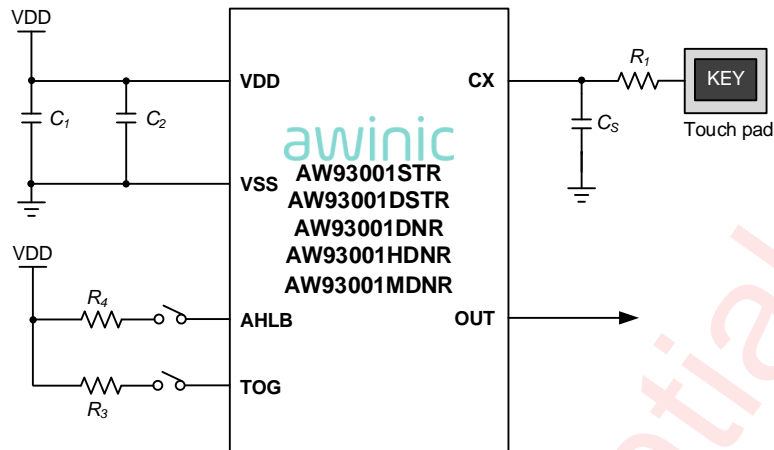 VDD
C1
C2
VDD
VSS
VDD
R4
R3
AHLB
TOG
awinic
AW93001STR
AW93001DSTR
AW93001DNR
AW93001HDNR
AW93001MDNR
CX
OUT
R1
CS
KEY
Touch pad